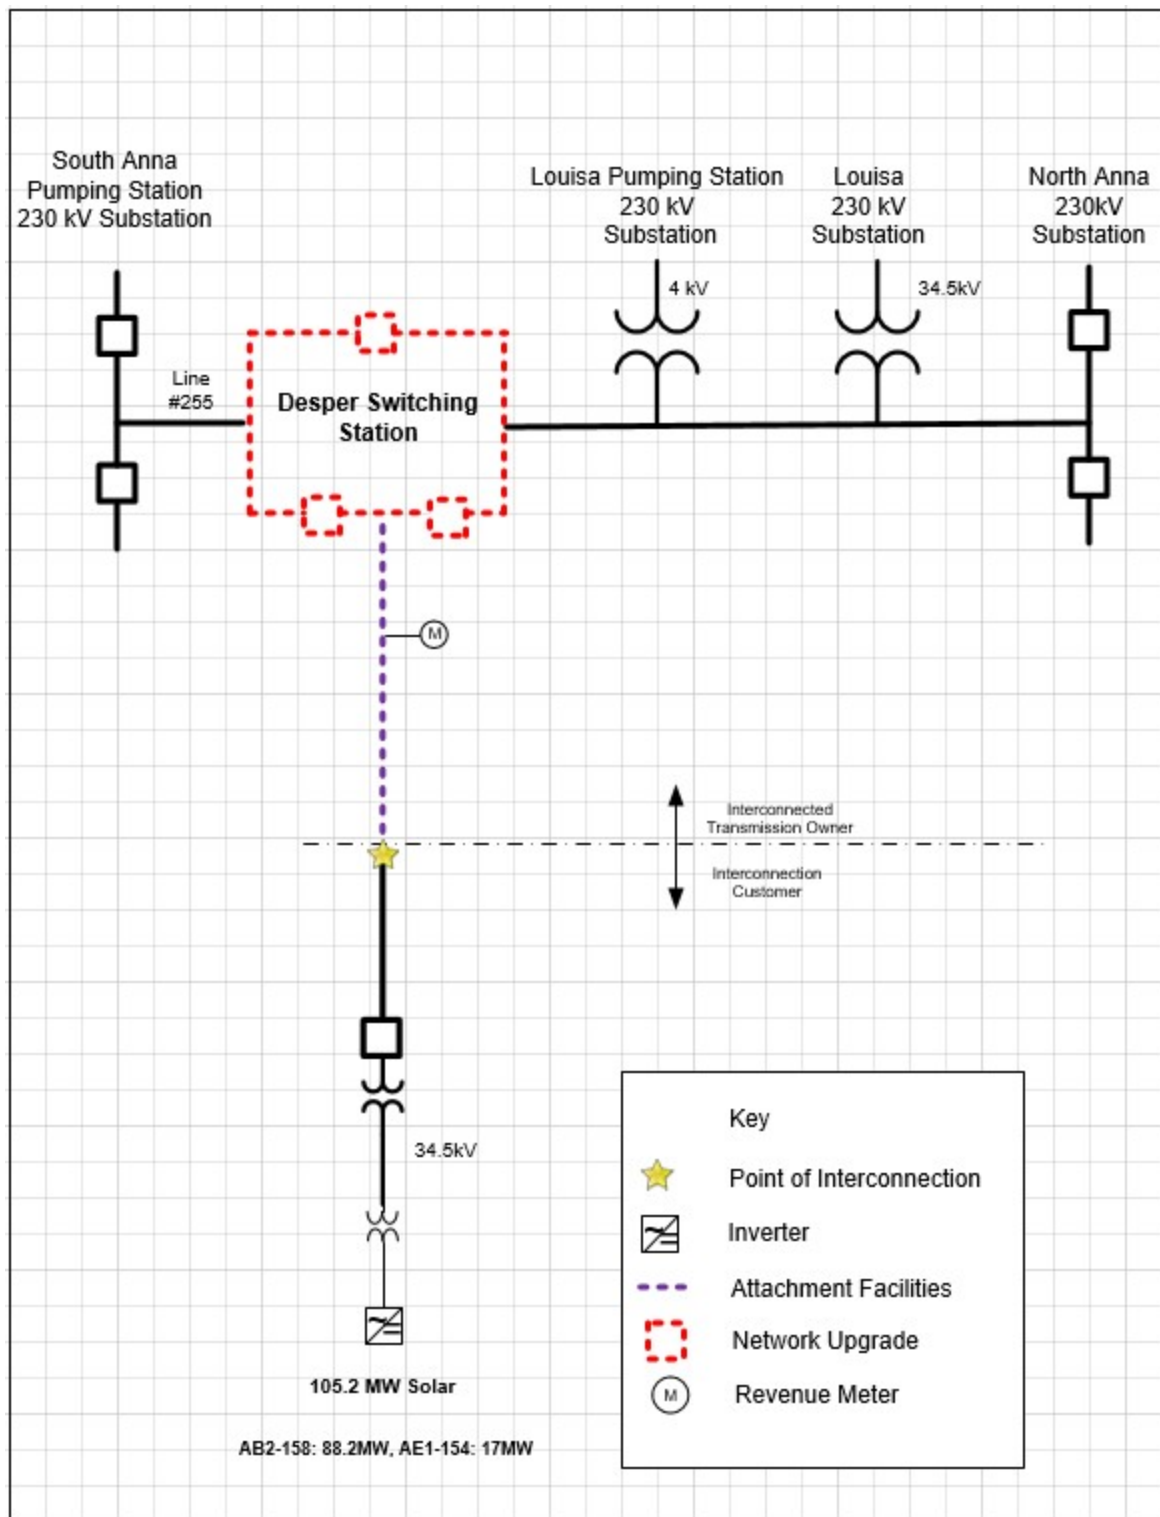 South Anna
Pumping Station
230 kV Substation
Louisa Pumping Station
230 kV
Substation
Louisa
230 kV
Substation
North Anna
230kV
Substation
4 kV
34.5kV
Line
#255
Desper Switching
Station
M
Interconnected
Transmission Owner
Interconnection
Customer
34.5kV
105.2 MW Solar
AB2-158: 88.2MW, AE1-154: 17MW
Key
Point of Interconnection
Inverter
Attachment Facilities
Network Upgrade
M
Revenue Meter